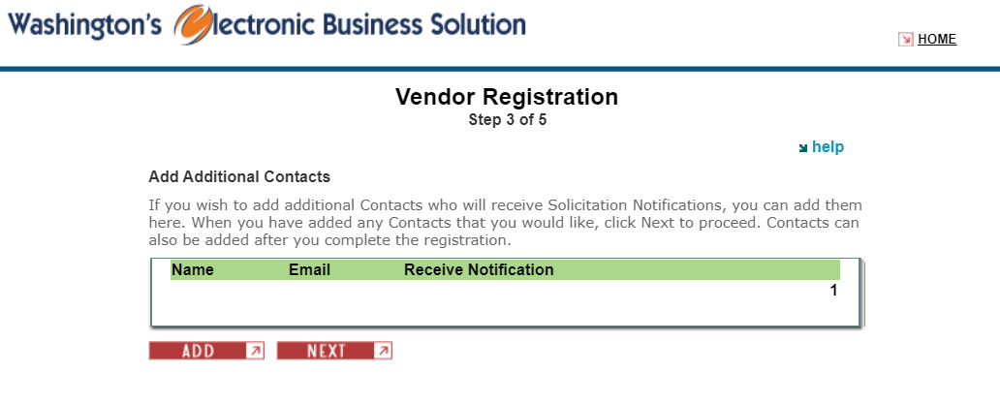 Washington's electronic Business Solution
HOME
Vendor Registration
Step 3 of 5
help
Add Additional Contacts
If you wish to add additional Contacts who will receive Solicitation Notifications, you can add them
here. When you have added any Contacts that you would like, click Next to proceed. Contacts can
also be added after you complete the registration.
Name Email Receive Notification
1
ADD NEXT